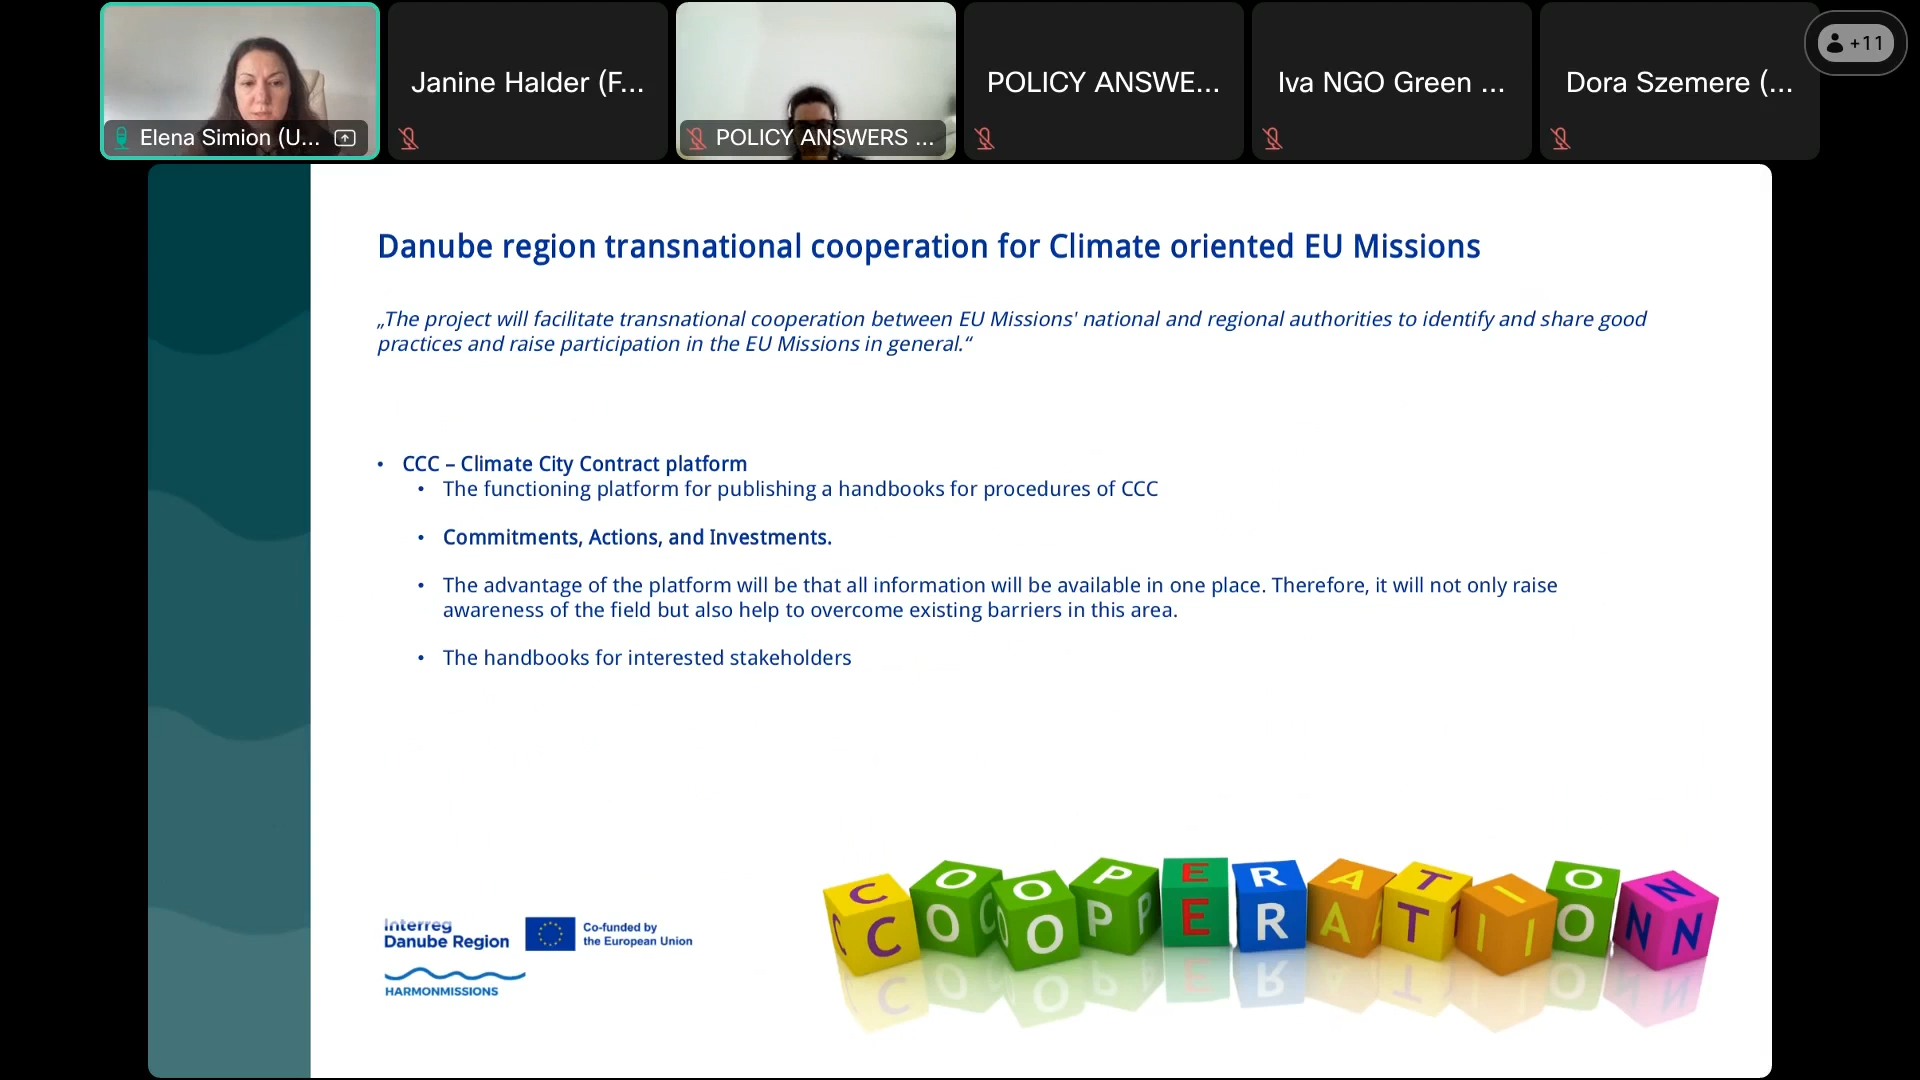 Elena Simion (U...
Janine Halder (F...
POLICY ANSWERS ...
POLICY ANSWE...
Iva NGO Green ...
Dora Szemere (...
+11
Danube region transnational cooperation for Climate oriented EU Missions
„The project will facilitate transnational cooperation between EU Missions' national and regional authorities to identify and share good
practices and raise participation in the EU Missions in general.“
• CCC – Climate City Contract platform
• The functioning platform for publishing a handbooks for procedures of CCC
• Commitments, Actions, and Investments.
• The advantage of the platform will be that all information will be available in one place. Therefore, it will not only raise
awareness of the field but also help to overcome existing barriers in this area.
• The handbooks for interested stakeholders
Interreg
Danube Region
Co-funded by
the European Union
HARMONMISSIONS
COOPERATION